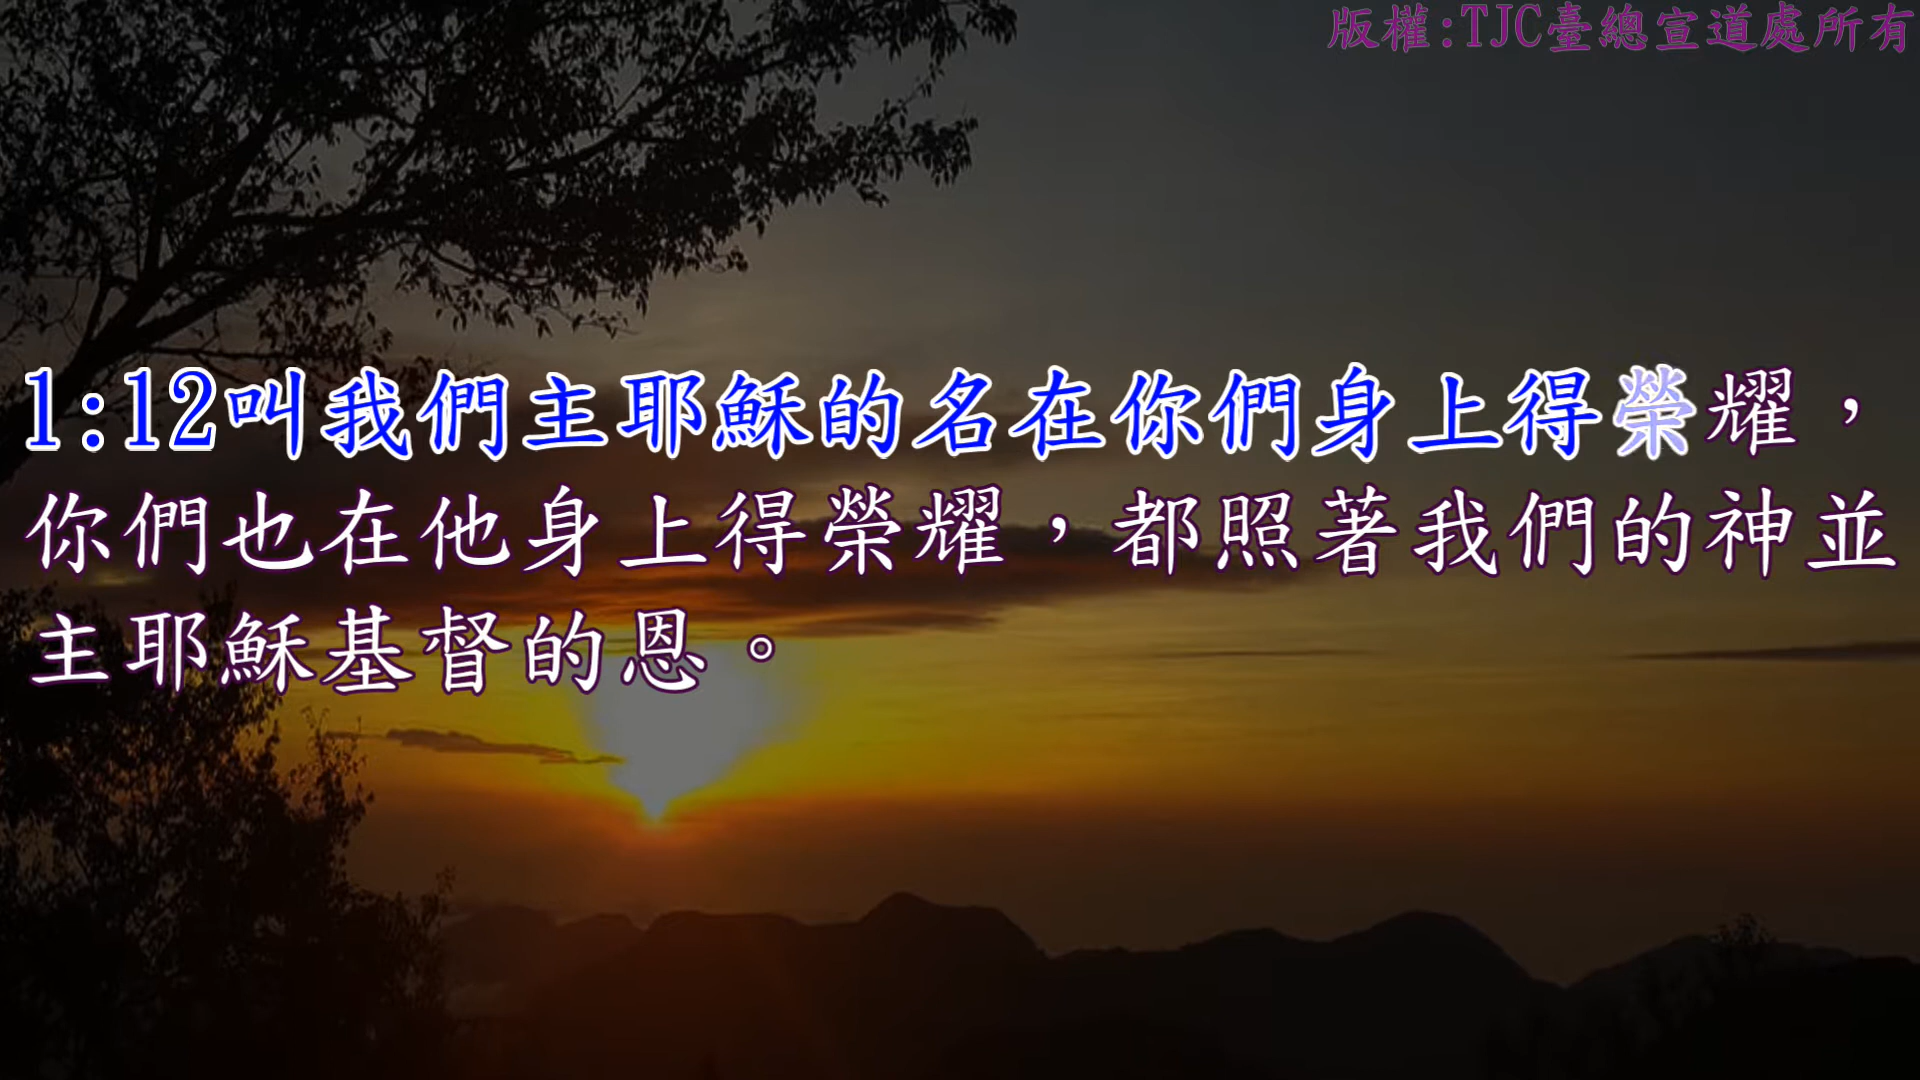 版權:TJC臺總宣道處所有
1:12叫我們主耶穌的名在你們身上得榮耀，
你們也在他身上得榮耀，都照著我們的神並
主耶穌基督的恩。